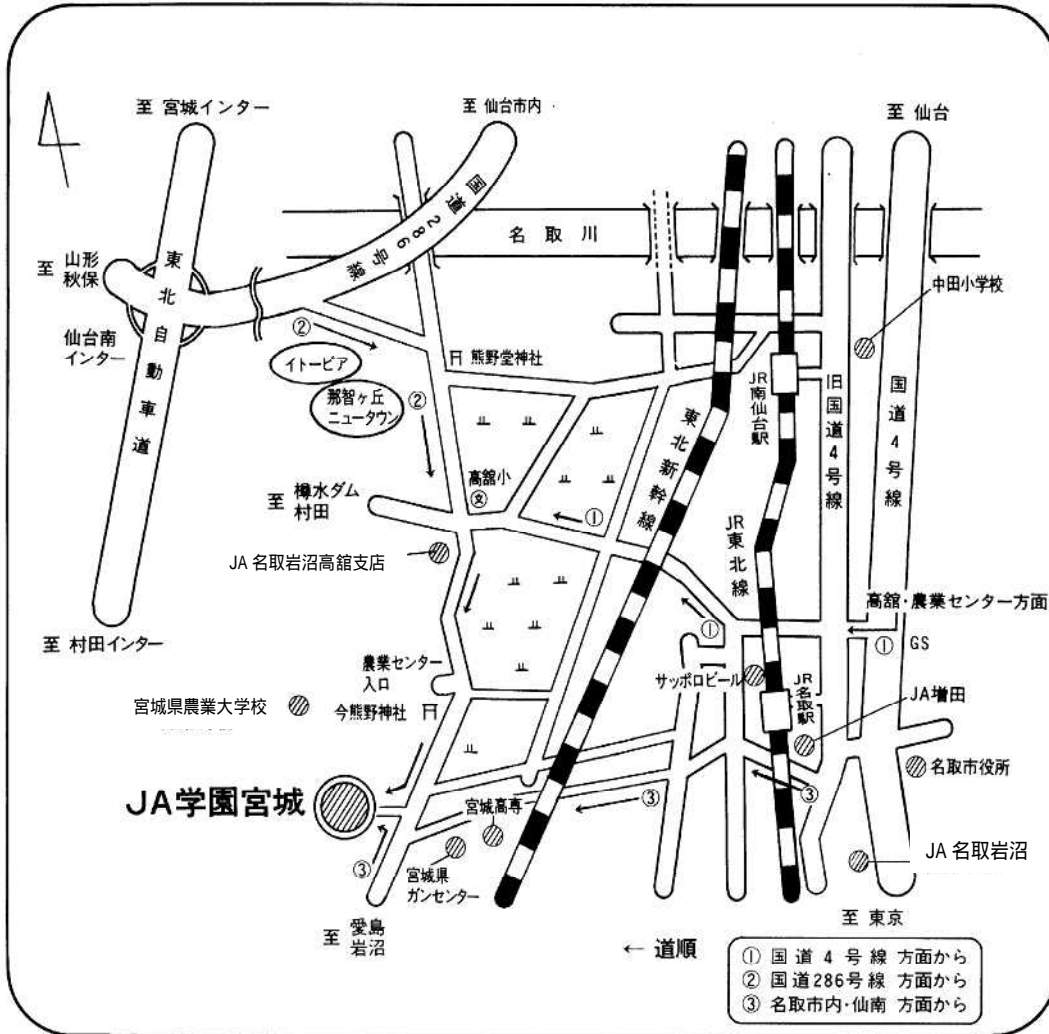 至 宮城インター
至 仙台市内
至 仙台
国道286号線
名取川
至 山形
秋保
東北自動車道
仙台南
インター
中田小学校
②
イトーピア
熊野堂神社
那智ヶ丘
ニュータウン
②
JR南仙台駅
旧国道4号線
国道4号線
東北新幹線
高舘小
文
至 樽水ダム
村田
①
JR東北線
JA 名取岩沼高舘支店
高舘・農業センター方面
①
①
GS
至 村田インター
農業センター
入口
サッポロビール
JR名取駅
JA増田
宮城県農業大学校
今熊野神社
名取市役所
JA学園宮城
宮城高専
③
③
JA 名取岩沼
③
宮城県
ガンセンター
至 愛島
岩沼
至 東京
← 道順
① 国道 4 号線 方面から
② 国道286号線 方面から
③ 名取市内・仙南 方面から